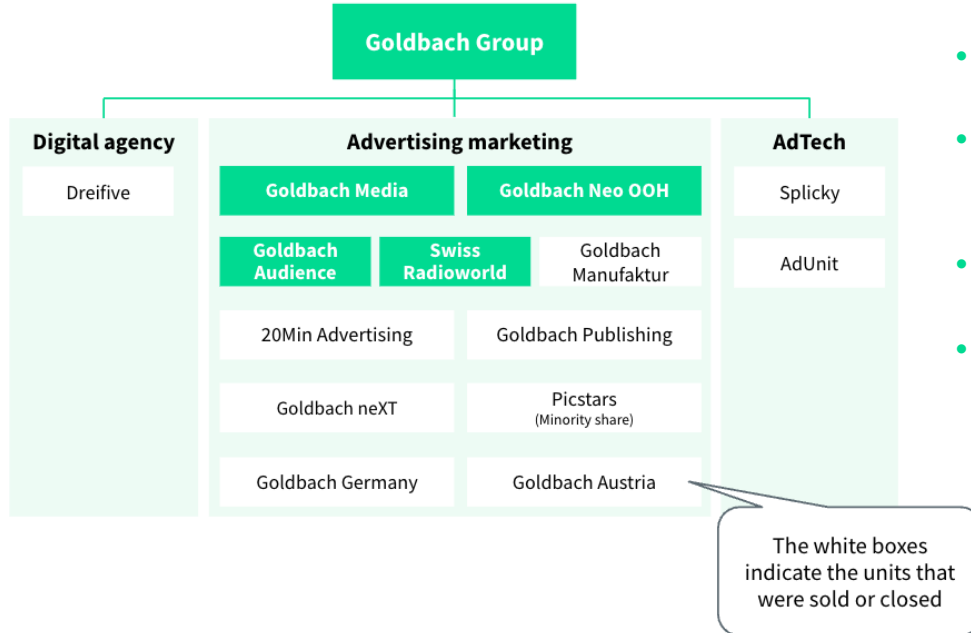 Goldbach Group
Digital agency
Dreifive
Advertising marketing
Goldbach Media
Goldbach Neo OOH
Goldbach
Audience
Swiss
Radioworld
Goldbach
Manufaktur
20Min Advertising
Goldbach Publishing
Goldbach neXT
Picstars
(Minority share)
Goldbach Germany
Goldbach Austria
AdTech
Splicky
AdUnit
The white boxes
indicate the units that
were sold or closed